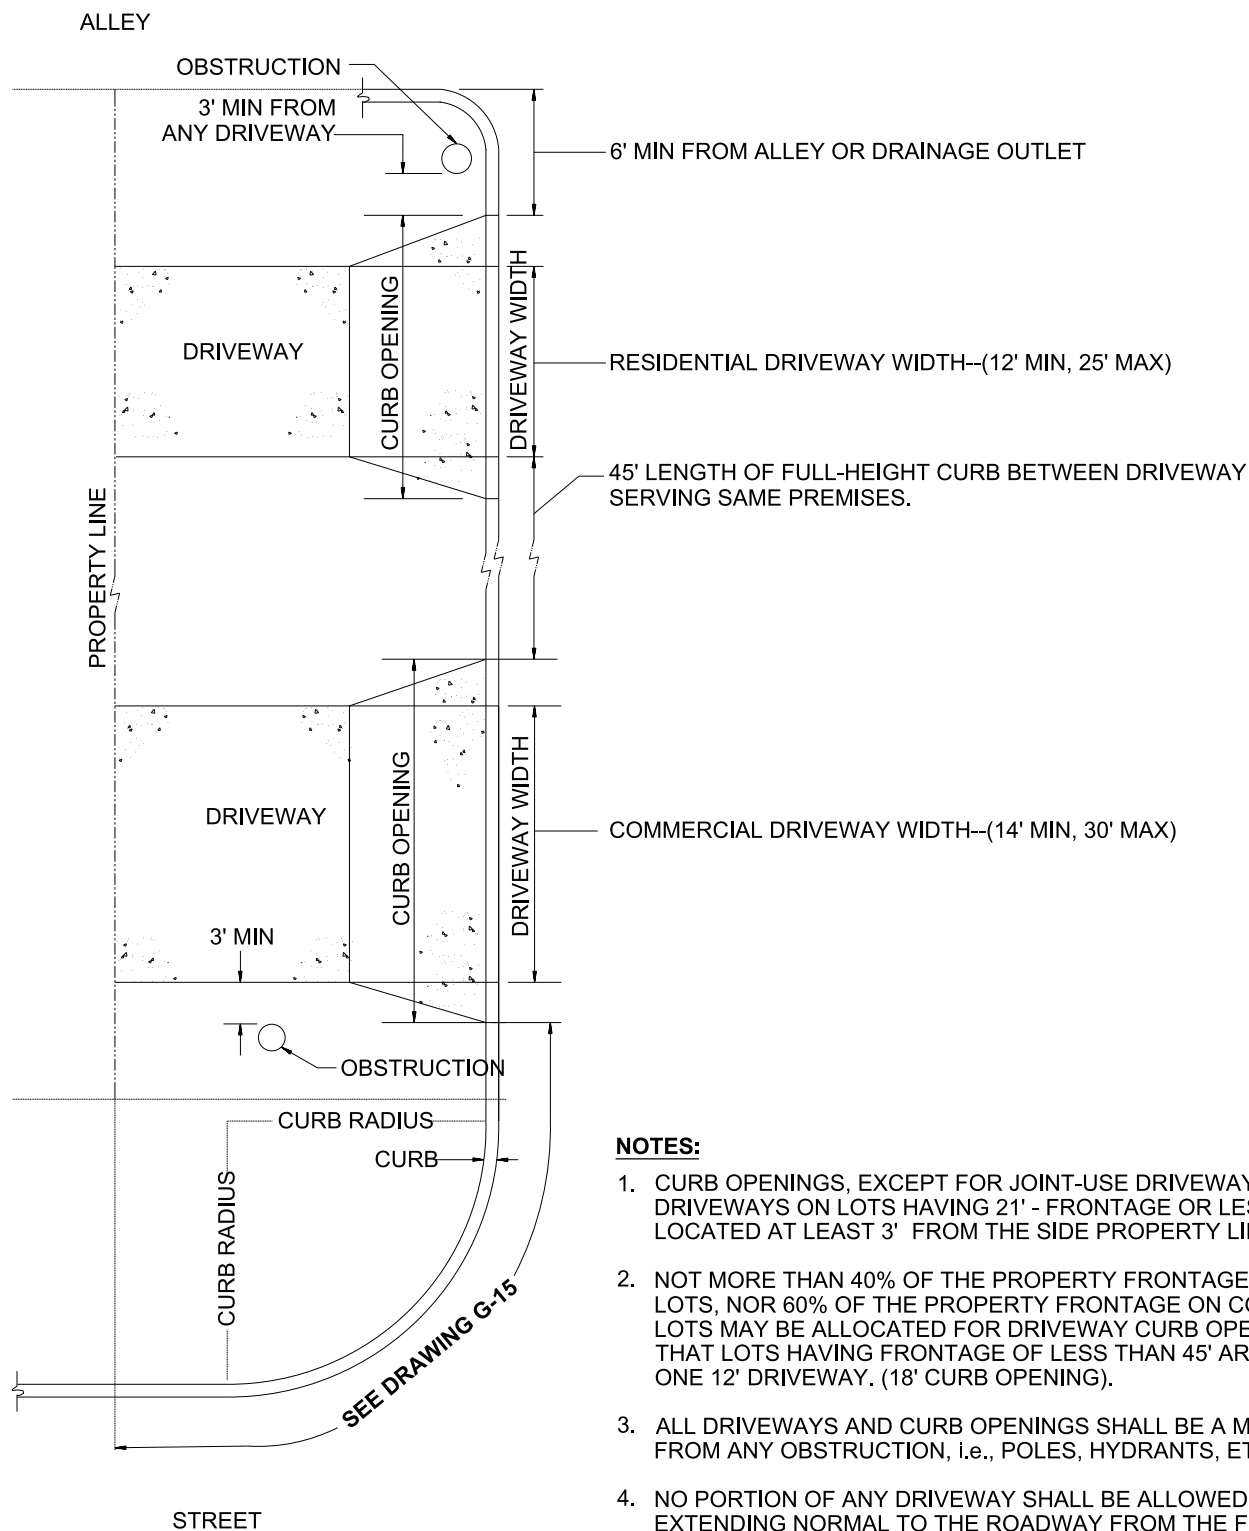 ALLEY
OBSTRUCTION
3' MIN FROM
ANY DRIVEWAY
6' MIN FROM ALLEY OR DRAINAGE OUTLET
CURB OPENING
DRIVEWAY WIDTH
DRIVEWAY
RESIDENTIAL DRIVEWAY WIDTH--(12' MIN, 25' MAX)
45' LENGTH OF FULL-HEIGHT CURB BETWEEN DRIVEWAY
SERVING SAME PREMISES.
PROPERTY LINE
CURB OPENING
DRIVEWAY WIDTH
DRIVEWAY
COMMERCIAL DRIVEWAY WIDTH--(14' MIN, 30' MAX)
3' MIN
OBSTRUCTION
CURB RADIUS
CURB
CURB RADIUS
SEE DRAWING G-15
STREET
NOTES:
1. CURB OPENINGS, EXCEPT FOR JOINT-USE DRIVEWAY
DRIVEWAYS ON LOTS HAVING 21' - FRONTAGE OR LES
LOCATED AT LEAST 3' FROM THE SIDE PROPERTY LI
2. NOT MORE THAN 40% OF THE PROPERTY FRONTAGE
LOTS, NOR 60% OF THE PROPERTY FRONTAGE ON CO
LOTS MAY BE ALLOCATED FOR DRIVEWAY CURB OPE
THAT LOTS HAVING FRONTAGE OF LESS THAN 45' AR
ONE 12' DRIVEWAY. (18' CURB OPENING).
3. ALL DRIVEWAYS AND CURB OPENINGS SHALL BE A M
FROM ANY OBSTRUCTION, i.e., POLES, HYDRANTS, ET
4. NO PORTION OF ANY DRIVEWAY SHALL BE ALLOWED
EXTENDING NORMAL TO THE ROADWAY FROM THE F